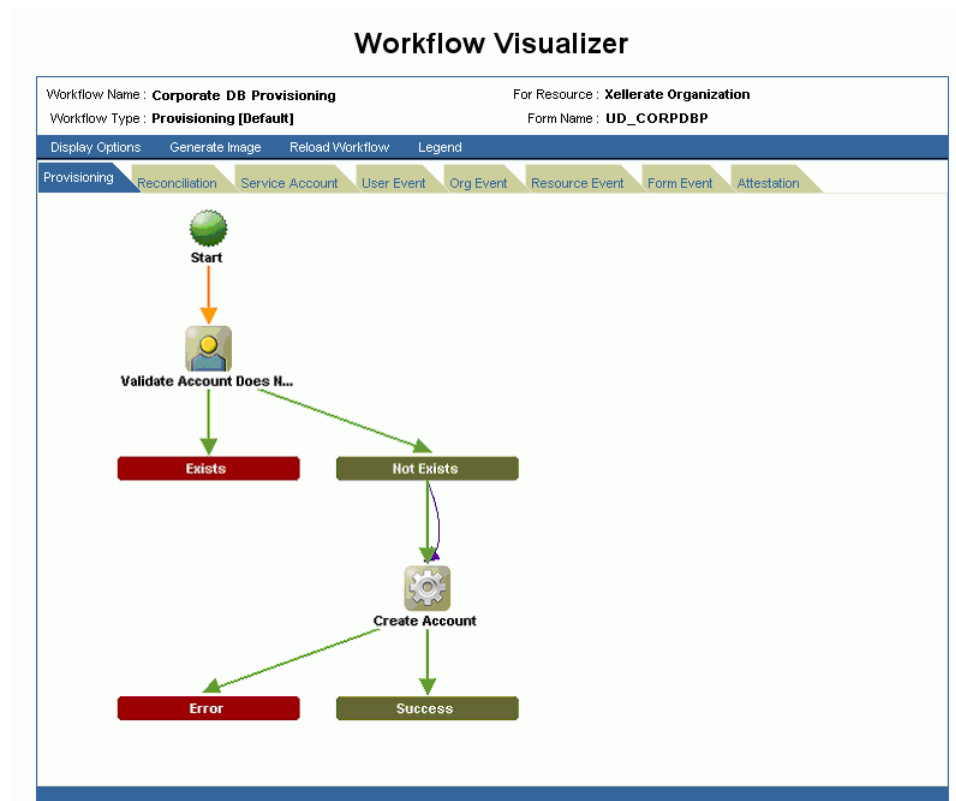 Workflow Visualizer
Workflow Name : Corporate DB Provisioning For Resource : Xellerate Organization
Workflow Type : Provisioning [Default] Form Name : UD_CORPDBP
Display Options Generate Image Reload Workflow Legend
Provisioning Reconciliation Service Account User Event Org Event Resource Event Form Event Attestation
Start
Validate Account Does N...
Exists Not Exists
Create Account
Error Success